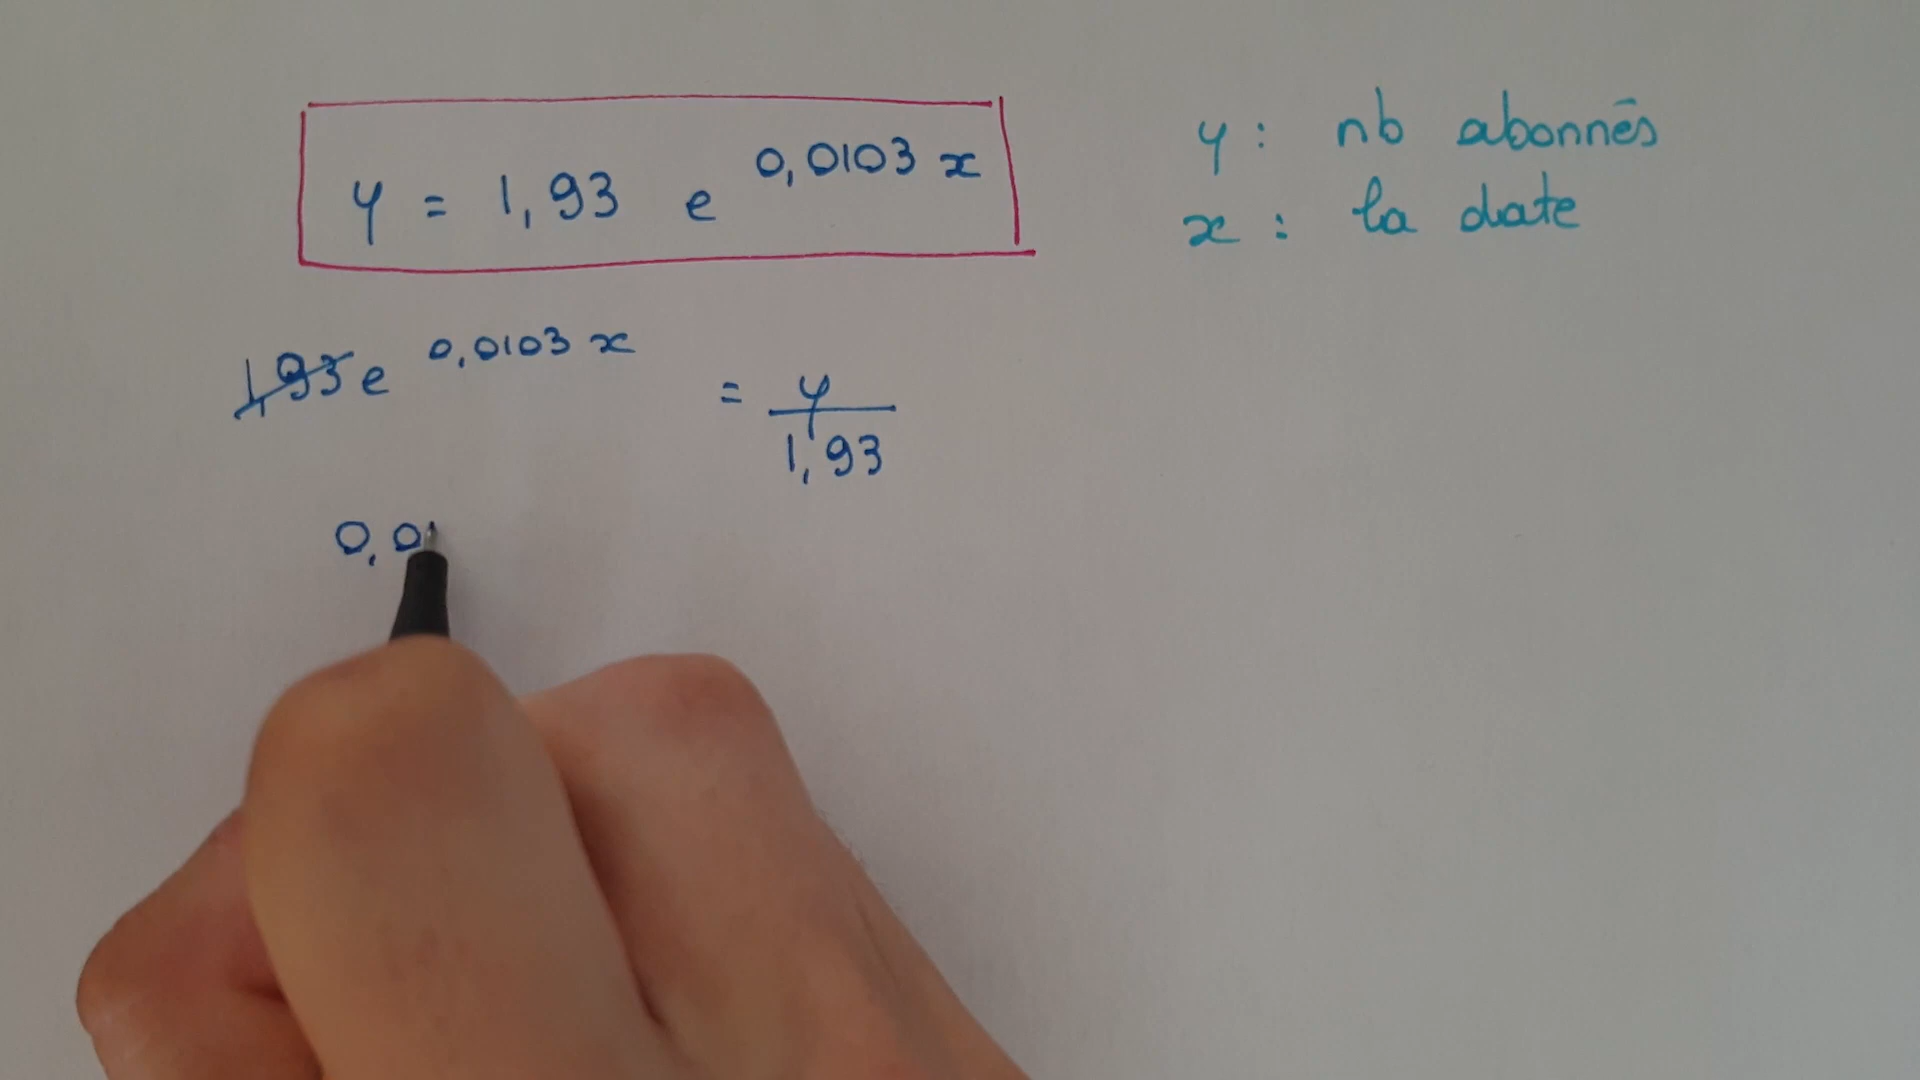 y = 1,93 e 0,0103 x
y : nb abonnés
x : la date
1,93 e 0,0103 x = y / 1,93
0,0